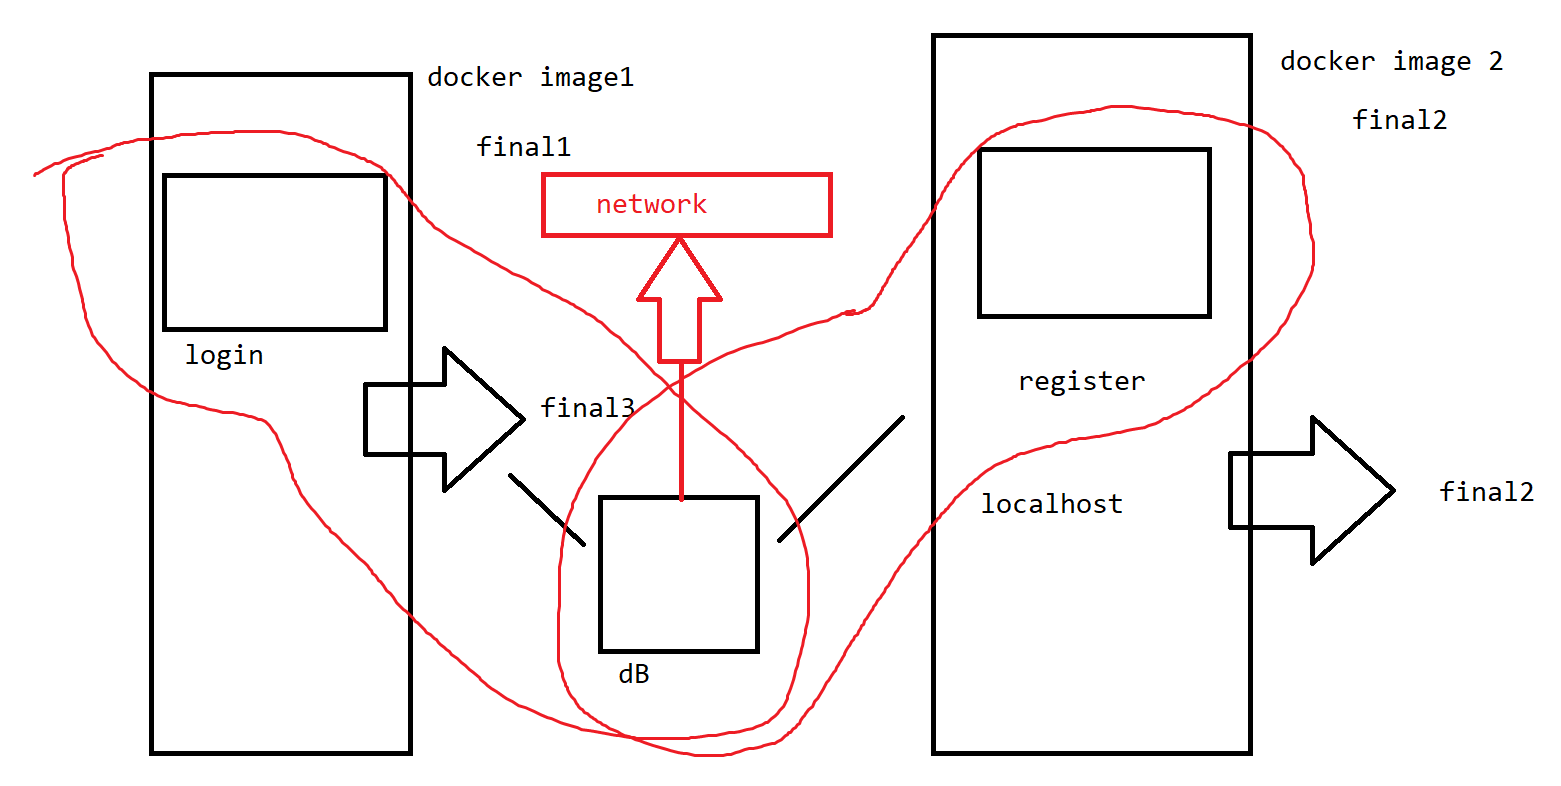 docker image1
final1
network
login
final3
dB
docker image 2
final2
register
localhost
final2